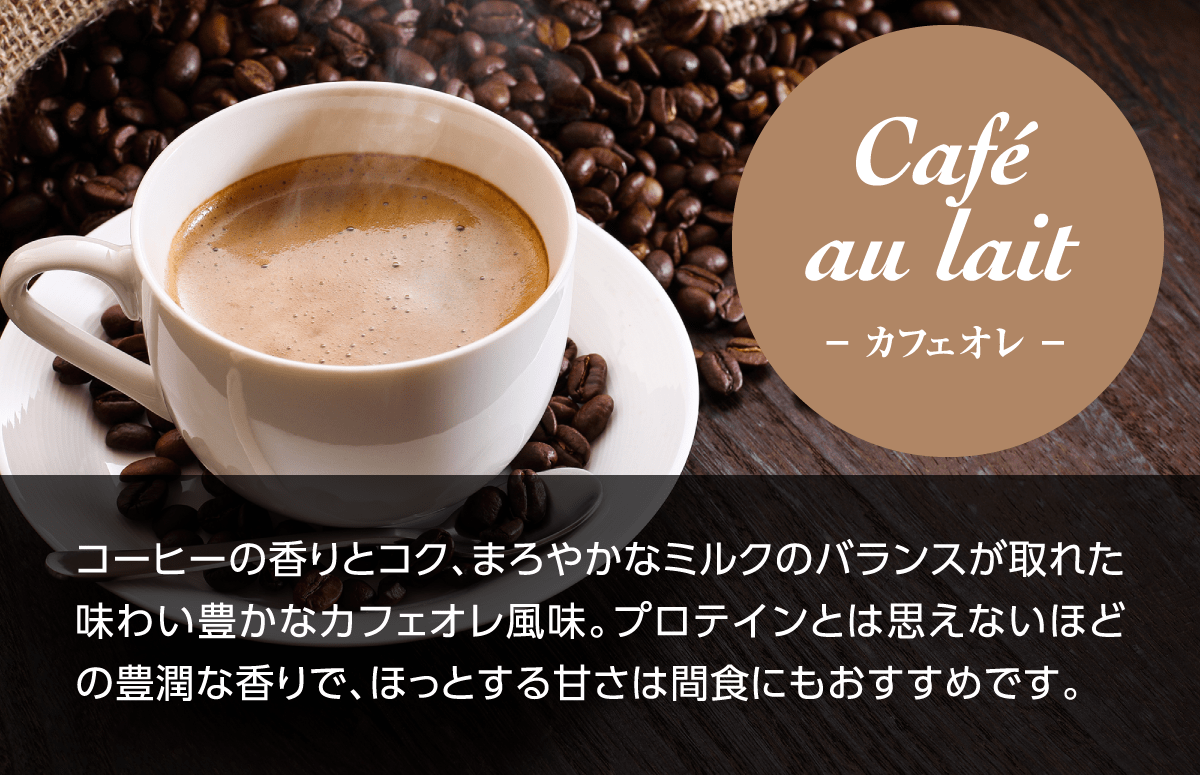 Café
au lait
− カフェオレ −
コーヒーの香りとコク、まろやかなミルクのバランスが取れた
味わい豊かなカフェオレ風味。プロテインとは思えないほど
の豊潤な香りで、ほっとする甘さは間食にもおすすめです。